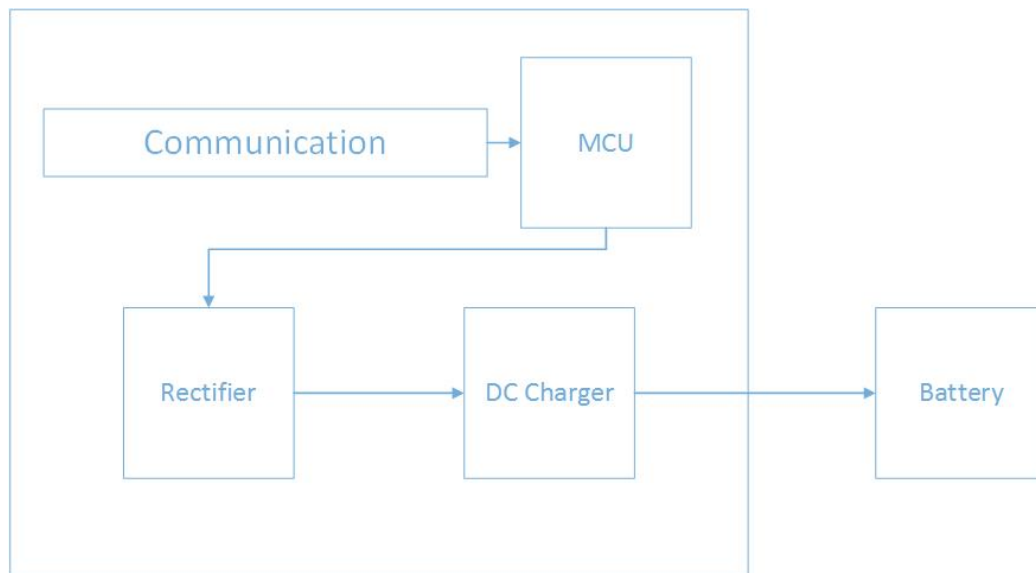 Communication
MCU
Rectifier
DC Charger
Battery